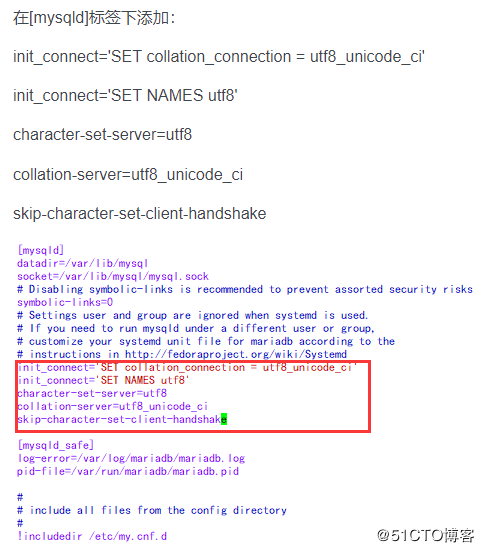 在[mysqld]标签下添加：
init_connect='SET collation_connection = utf8_unicode_ci'
init_connect='SET NAMES utf8'
character-set-server=utf8
collation-server=utf8_unicode_ci
skip-character-set-client-handshake
[mysqld]
datadir=/var/lib/mysql
socket=/var/lib/mysql/mysql.sock
# Disabling symbolic-links is recommended to prevent assorted security risks
symbolic-links=0
# Settings user and group are ignored when systemd is used.
# If you need to run mysqld under a different user or group,
# customize your systemd unit file for mariadb according to the
# instructions in http://fedoraproject.org/wiki/Systemd
init_connect='SET collation_connection = utf8_unicode_ci'
init_connect='SET NAMES utf8'
character-set-server=utf8
collation-server=utf8_unicode_ci
skip-character-set-client-handshake
[mysqld_safe]
log-error=/var/log/mariadb/mariadb.log
pid-file=/var/run/mariadb/mariadb.pid
#
# include all files from the config directory
#
!includedir /etc/my.cnf.d
@51CTO博客